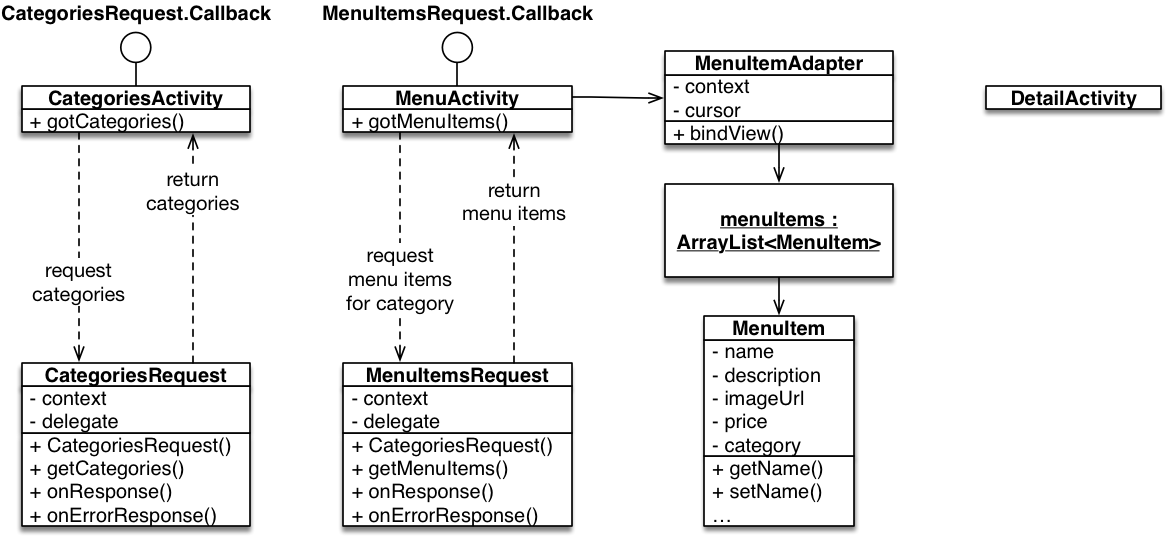 CategoriesRequest.Callback
CategoriesActivity
+ gotCategories()
return
categories
request
categories
CategoriesRequest
- context
- delegate
+ CategoriesRequest()
+ getCategories()
+ onResponse()
+ onErrorResponse()
MenuItemsRequest.Callback
MenuActivity
+ gotMenuItems()
return
menu items
request
menu items
for category
MenuItemsRequest
- context
- delegate
+ CategoriesRequest()
+ getMenuItems()
+ onResponse()
+ onErrorResponse()
MenuItemAdapter
- context
- cursor
+ bindView()
menuItems :
ArrayList<MenuItem>
MenuItem
- name
- description
- imageUrl
- price
- category
+ getName()
+ setName()
...
DetailActivity